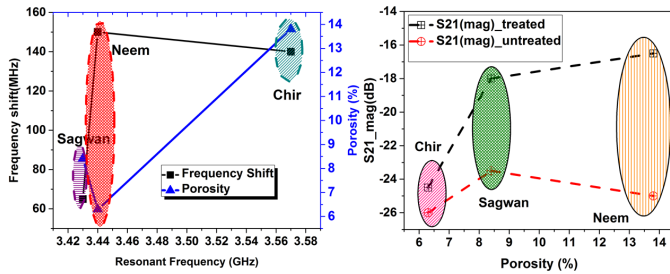 160
140
120
100
80
60
Frequency shift(MHz)
Neem
Sagwan
Chir
Frequency Shift
Porosity
14
13
12
11
10
9
8
7
6
Porosity (%)
3.42 3.44 3.46 3.48 3.50 3.52 3.54 3.56 3.58
Resonant Frequency (GHz)
-14
-16
-18
-20
-22
-24
-26
S21_mag(dB)
S21(mag)_treated
S21(mag)_untreated
Chir
Sagwan
Neem
6 7 8 9 10 11 12 13 14
Porosity (%)